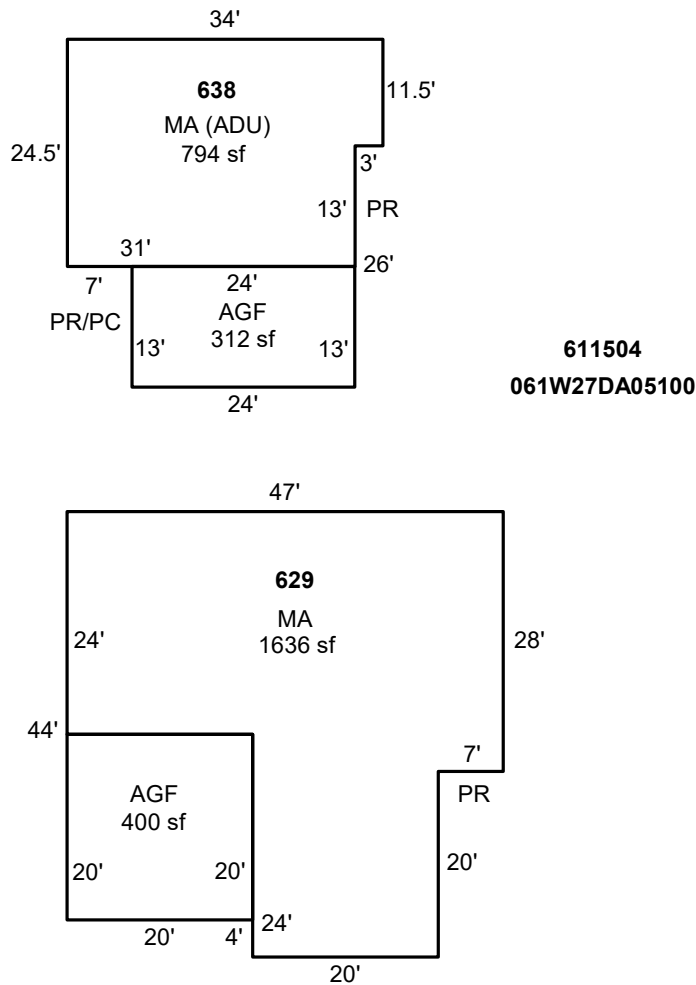 34'
638
11.5'
MA (ADU)
24.5'
794 sf
3'
13'
PR
31'
26'
7'
24'
AGF
PR/PC
312 sf
13'
13'
611504
061W27DA05100
24'
47'
629
MA
24'
1636 sf
28'
44'
7'
AGF
PR
400 sf
20'
20'
20'
24'
20'
4'
20'